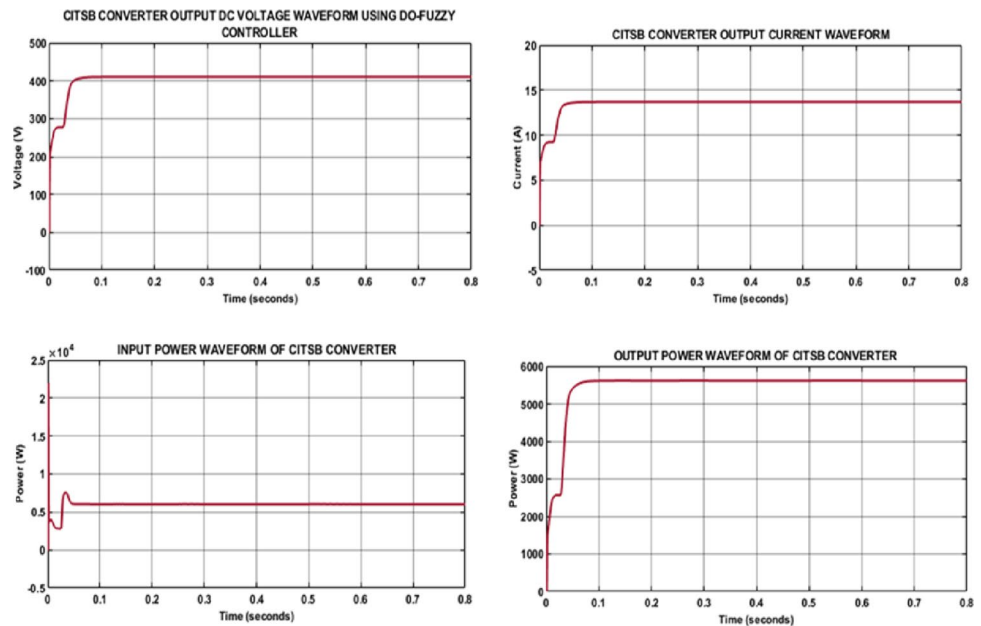 CITSB CONVERTER OUTPUT DC VOLTAGE WAVEFORM USING DO-FUZZY
CONTROLLER
500
400
300
200
100
0
-100
Voltage (V)
0 0.1 0.2 0.3 0.4 0.5 0.6 0.7 0.8
Time (seconds)
CITSB CONVERTER OUTPUT CURRENT WAVEFORM
20
15
10
5
0
-5
Current (A)
0 0.1 0.2 0.3 0.4 0.5 0.6 0.7 0.8
Time (seconds)
INPUT POWER WAVEFORM OF CITSB CONVERTER
×10⁴
2.5
2
1.5
1
0.5
0
-0.5
Power (W)
0 0.1 0.2 0.3 0.4 0.5 0.6 0.7 0.8
Time (seconds)
OUTPUT POWER WAVEFORM OF CITSB CONVERTER
6000
5000
4000
3000
2000
1000
0
Power (W)
0 0.1 0.2 0.3 0.4 0.5 0.6 0.7 0.8
Time (seconds)